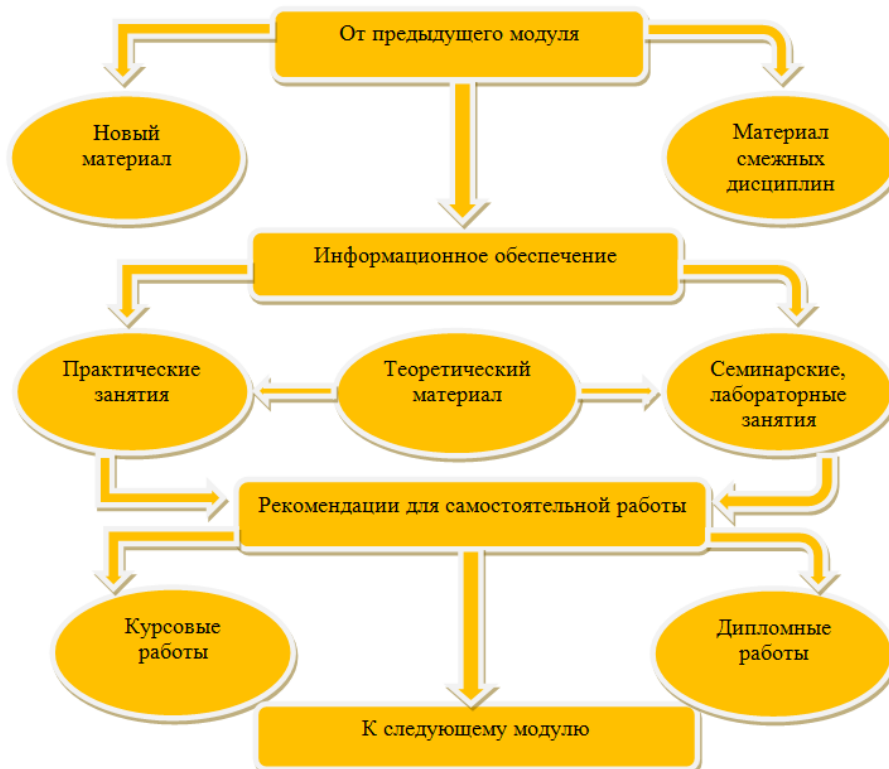 От предыдущего модуля
Новый
материал
Материал
смежных
дисциплин
Информационное обеспечение
Практические
занятия
Теоретический
материал
Семинарские,
лабораторные
занятия
Рекомендации для самостоятельной работы
Курсовые
работы
Дипломные
работы
К следующему модулю